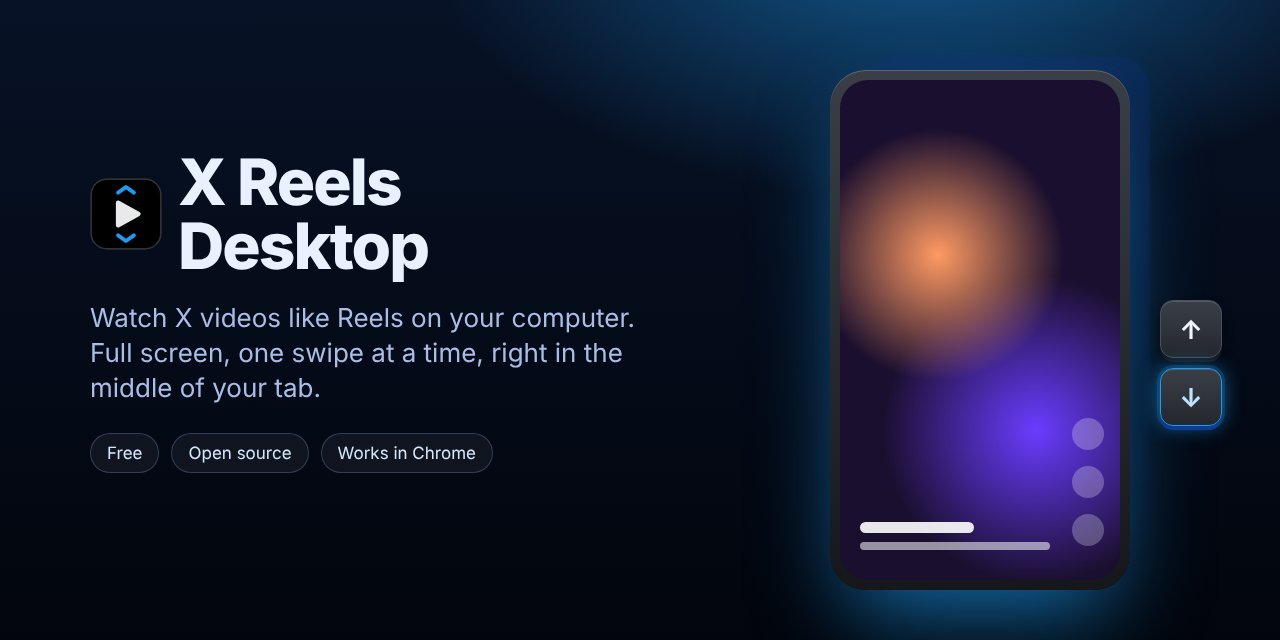 X Reels
Desktop
Watch X videos like Reels on your computer.
Full screen, one swipe at a time, right in the
middle of your tab.
Free
Open source
Works in Chrome